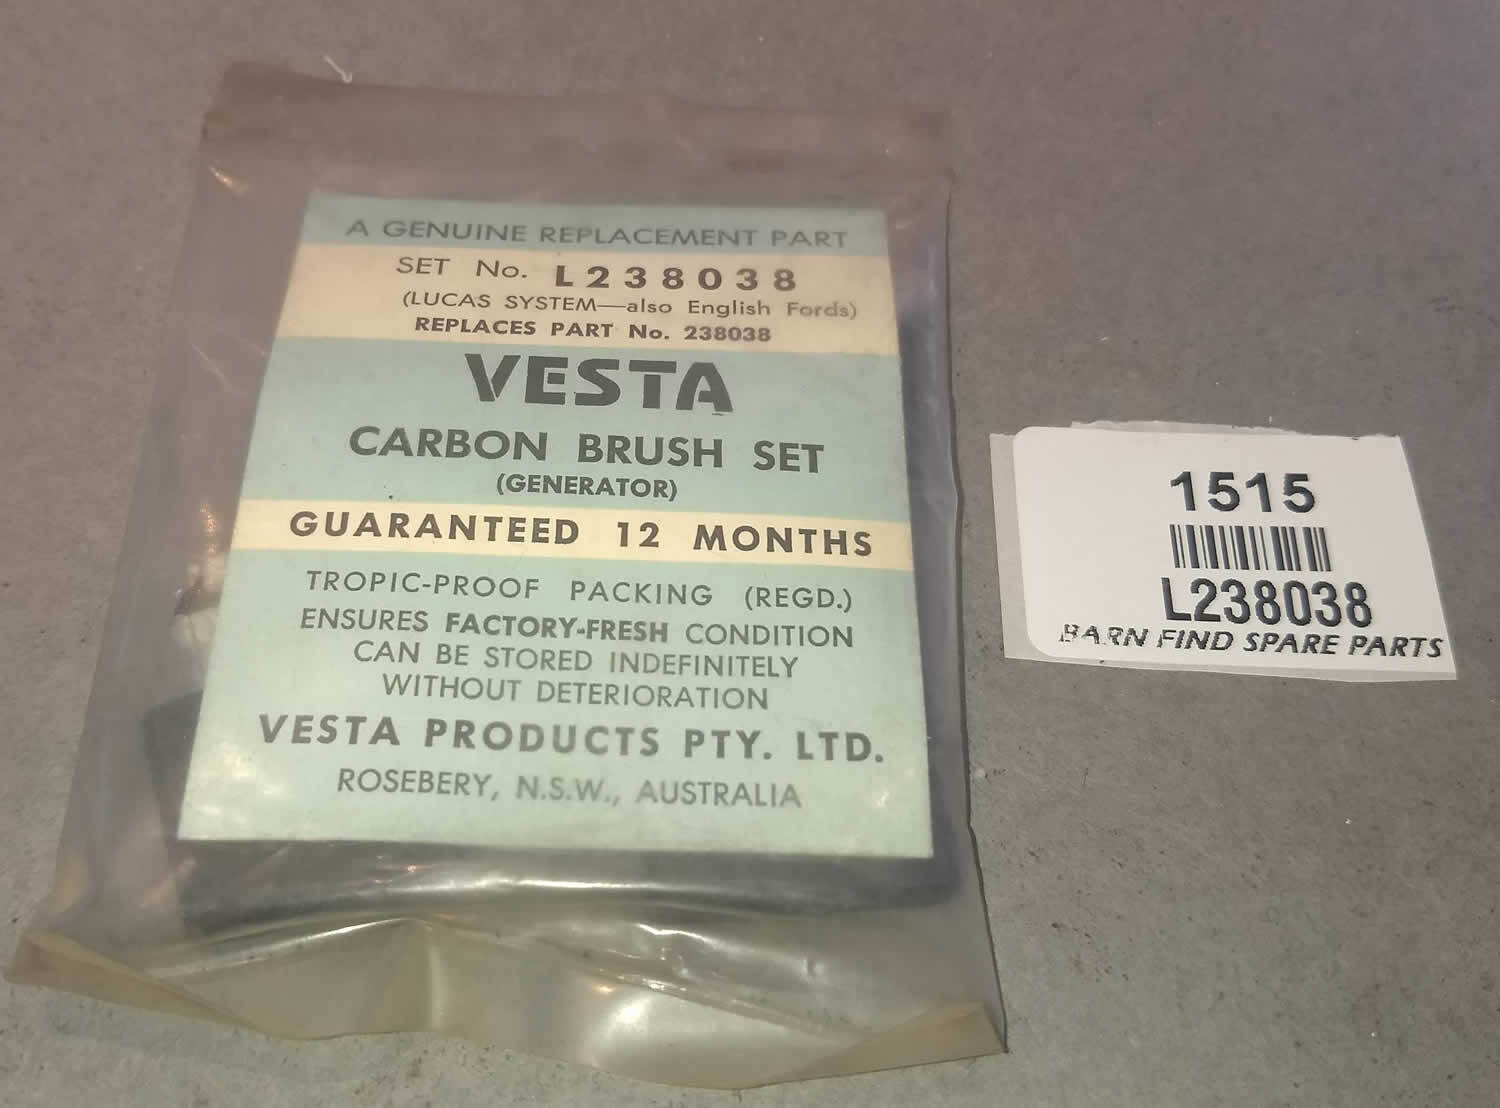 A GENUINE REPLACEMENT PART
SET No. L238038
(LUCAS SYSTEM—also English Fords)
REPLACES PART No. 238038
VESTA
CARBON BRUSH SET
(GENERATOR)
GUARANTEED 12 MONTHS
TROPIC-PROOF PACKING (REGD.)
ENSURES FACTORY-FRESH CONDITION
CAN BE STORED INDEFINITELY
WITHOUT DETERIORATION
VESTA PRODUCTS PTY. LTD.
ROSEBERY, N.S.W., AUSTRALIA
1515
L238038
BARN FIND SPARE PARTS